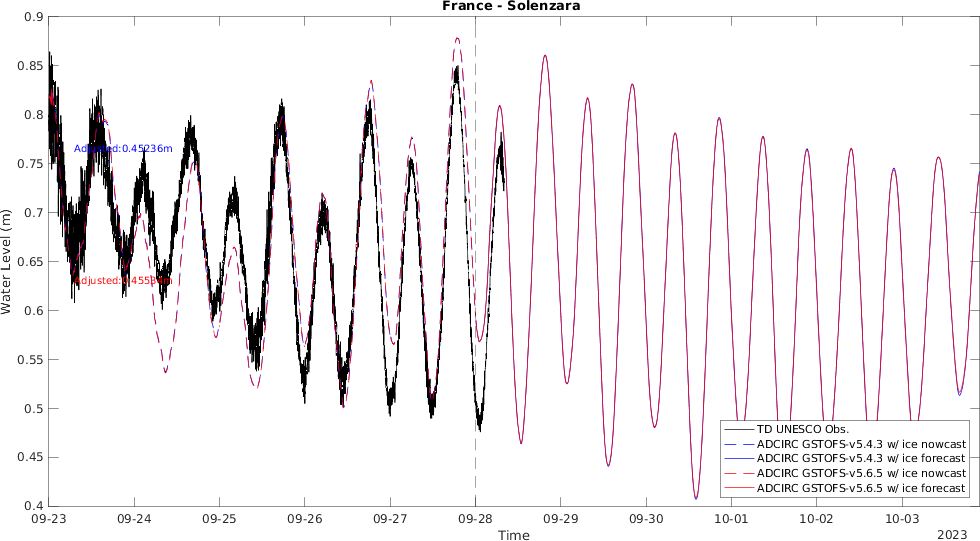 France - Solenzara
0.9
0.85
0.8
0.75
0.7
0.65
0.6
0.55
0.5
0.45
0.4
Water Level (m)
Adjusted:0.45236m
TD UNESCO Obs.
ADCIRC GSTOFS-v5.4.3 w/ ice nowcast
ADCIRC GSTOFS-v5.4.3 w/ ice forecast
ADCIRC GSTOFS-v5.6.5 w/ ice nowcast
ADCIRC GSTOFS-v5.6.5 w/ ice forecast
09-23 09-24 09-25 09-26 09-27 09-28 09-29 09-30 10-01 10-02 10-03
Time
2023